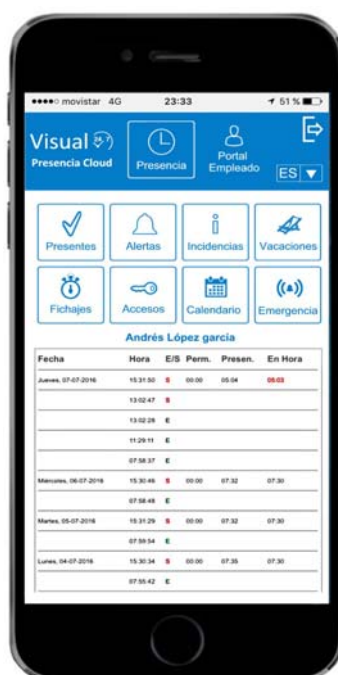 movistar 4G 23:33 51 %
Visual 24h
Presencia Cloud
Presencia
Portal
Empleado
ES
Presentes Alertas Incidencias Vacaciones
Fichajes Accesos Calendario Emergencia
Andrés López garcia
Fecha Hora E/S Perm. Presen. En Hora
Jueves, 07-07-2016 15:31:50 S 00:00 05:04 05:03
13:02:47 S
13:02:28 E
11:29:11 E
07:58:37 E
Miercoles, 06-07-2016 15:30:46 S 00:00 07:32 07:30
07:58:48 E
Martes, 05-07-2016 15:31:29 S 00:00 07:32 07:30
07:59:54 E
Lunes, 04-07-2016 15:30:34 S 00:00 07:35 07:30
07:55:42 E